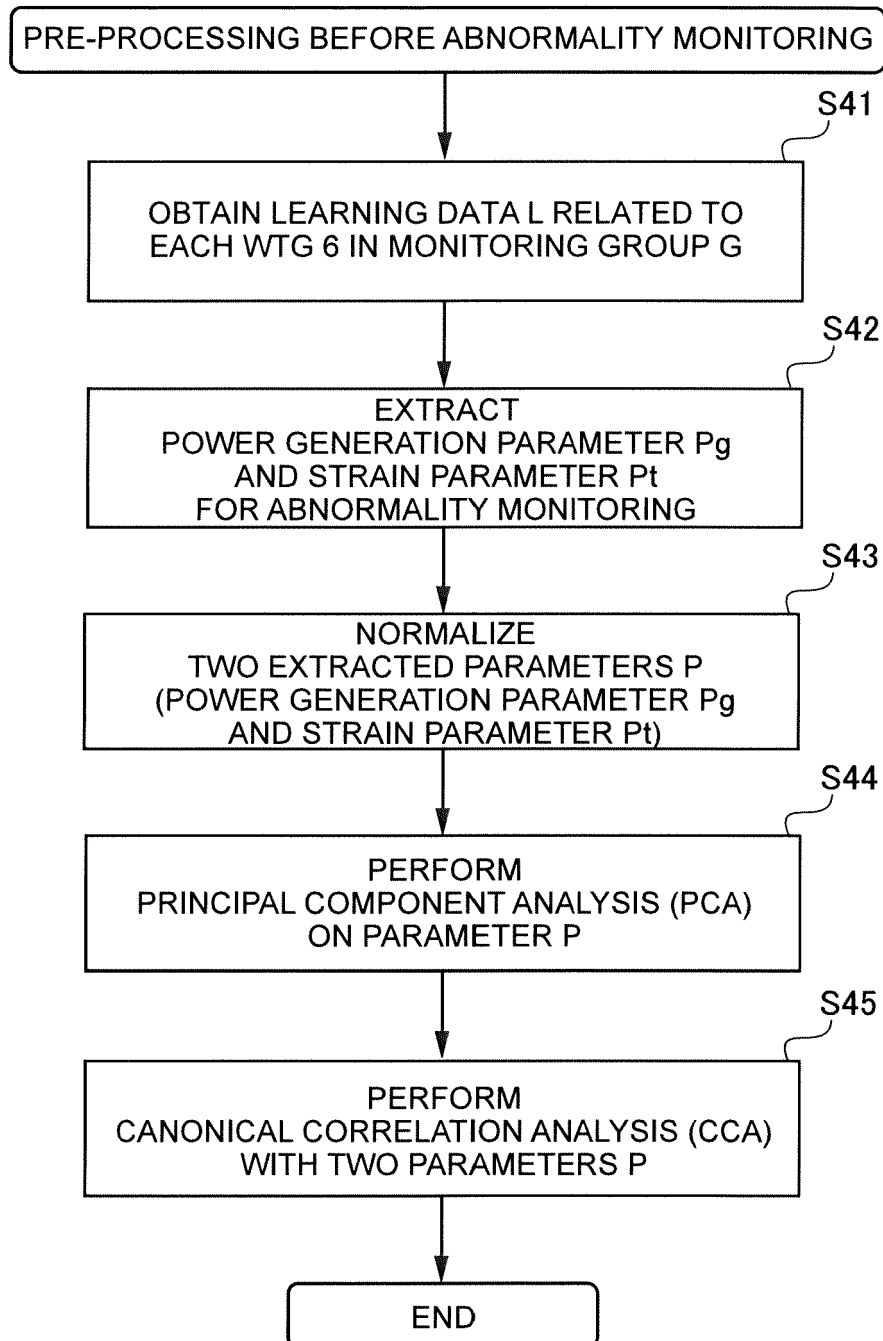 PRE-PROCESSING BEFORE ABNORMALITY MONITORING
S41
OBTAIN LEARNING DATA L RELATED TO
EACH WTG 6 IN MONITORING GROUP G
S42
EXTRACT
POWER GENERATION PARAMETER Pg
AND STRAIN PARAMETER Pt
FOR ABNORMALITY MONITORING
S43
NORMALIZE
TWO EXTRACTED PARAMETERS P
(POWER GENERATION PARAMETER Pg
AND STRAIN PARAMETER Pt)
S44
PERFORM
PRINCIPAL COMPONENT ANALYSIS (PCA)
ON PARAMETER P
S45
PERFORM
CANONICAL CORRELATION ANALYSIS (CCA)
WITH TWO PARAMETERS P
END